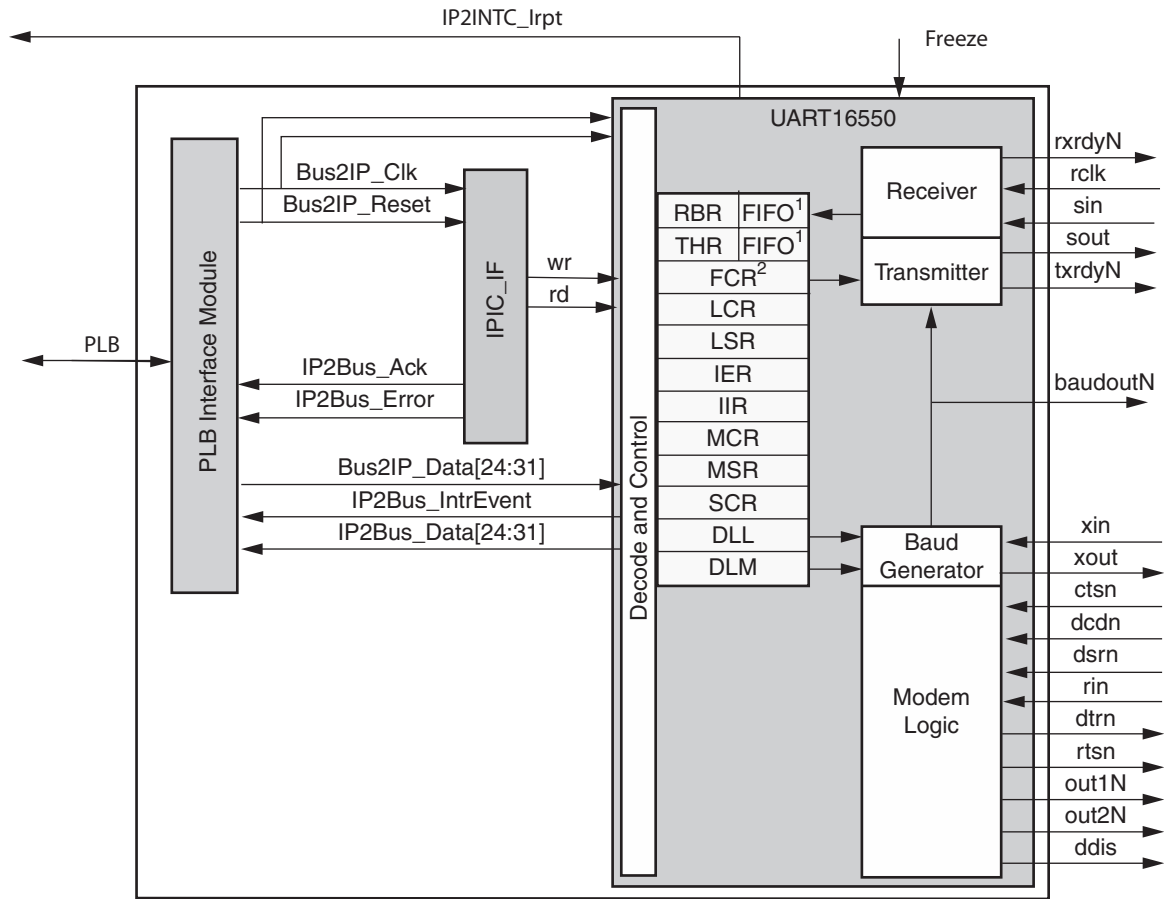 IP2INTC_Irpt
Freeze
UART16550
PLB
PLB Interface Module
Bus2IP_Clk
Bus2IP_Reset
IPIC_IF
wr
rd
IP2Bus_Ack
IP2Bus_Error
Bus2IP_Data[24:31]
IP2Bus_IntrEvent
IP2Bus_Data[24:31]
Decode and Control
RBR FIFO¹
THR FIFO¹
FCR²
LCR
LSR
IER
IIR
MCR
MSR
SCR
DLL
DLM
Receiver
Transmitter
Baud
Generator
Modem
Logic
rxrdyN
rclk
sin
sout
txrdyN
baudoutN
xin
xout
ctsn
dcdn
dsrn
rin
dtrn
rtsn
out1N
out2N
ddis